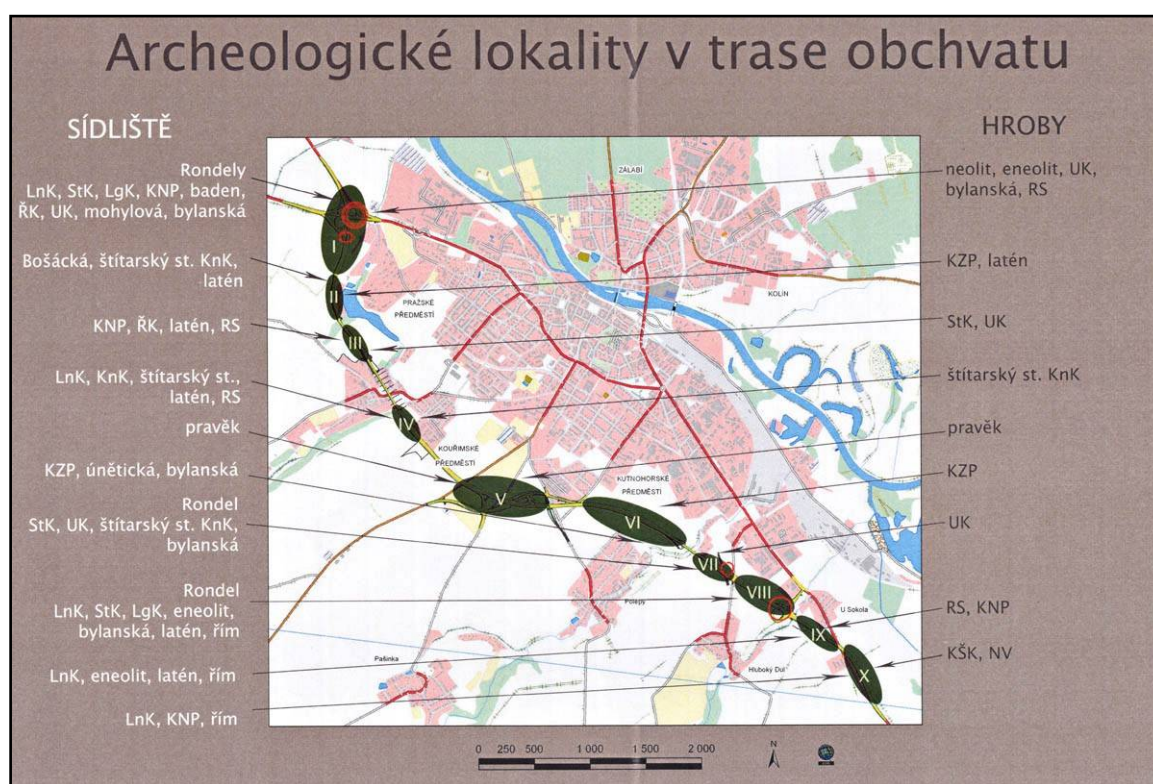 Archeologické lokality v trase obchvatu
SÍDLIŠTĚ
Rondely
LnK, StK, LgK, KNP, baden,
ŘK, UK, mohylová, bylanská
Bošácká, štítarský st. KnK,
latén
KNP, ŘK, latén, RS
LnK, KnK, štítarský st.,
latén, RS
pravěk
KZP, únětická, bylanská
Rondel
StK, UK, štítarský st. KnK,
bylanská
Rondel
LnK, StK, LgK, eneolit,
bylanská, latén, řím
LnK, eneolit, latén, řím
LnK, KNP, řím
HROBY
neolit, eneolit, UK,
bylanská, RS
KZP, latén
StK, UK
štítarský st. KnK
pravěk
KZP
UK
RS, KNP
KŠK, NV
ZÁLABÍ
I
II
PRAŽSKÉ
PŘEDMĚSTÍ
KOLÍN
III
IV
KOUŘIMSKÉ
PŘEDMĚSTÍ
KUTNOHORSKÉ
PŘEDMĚSTÍ
V
VI
VII
VIII
Polepy
U Sokola
IX
Pašinka
Hluboký Důl
X
0 250 500 1 000 1 500 2 000
N